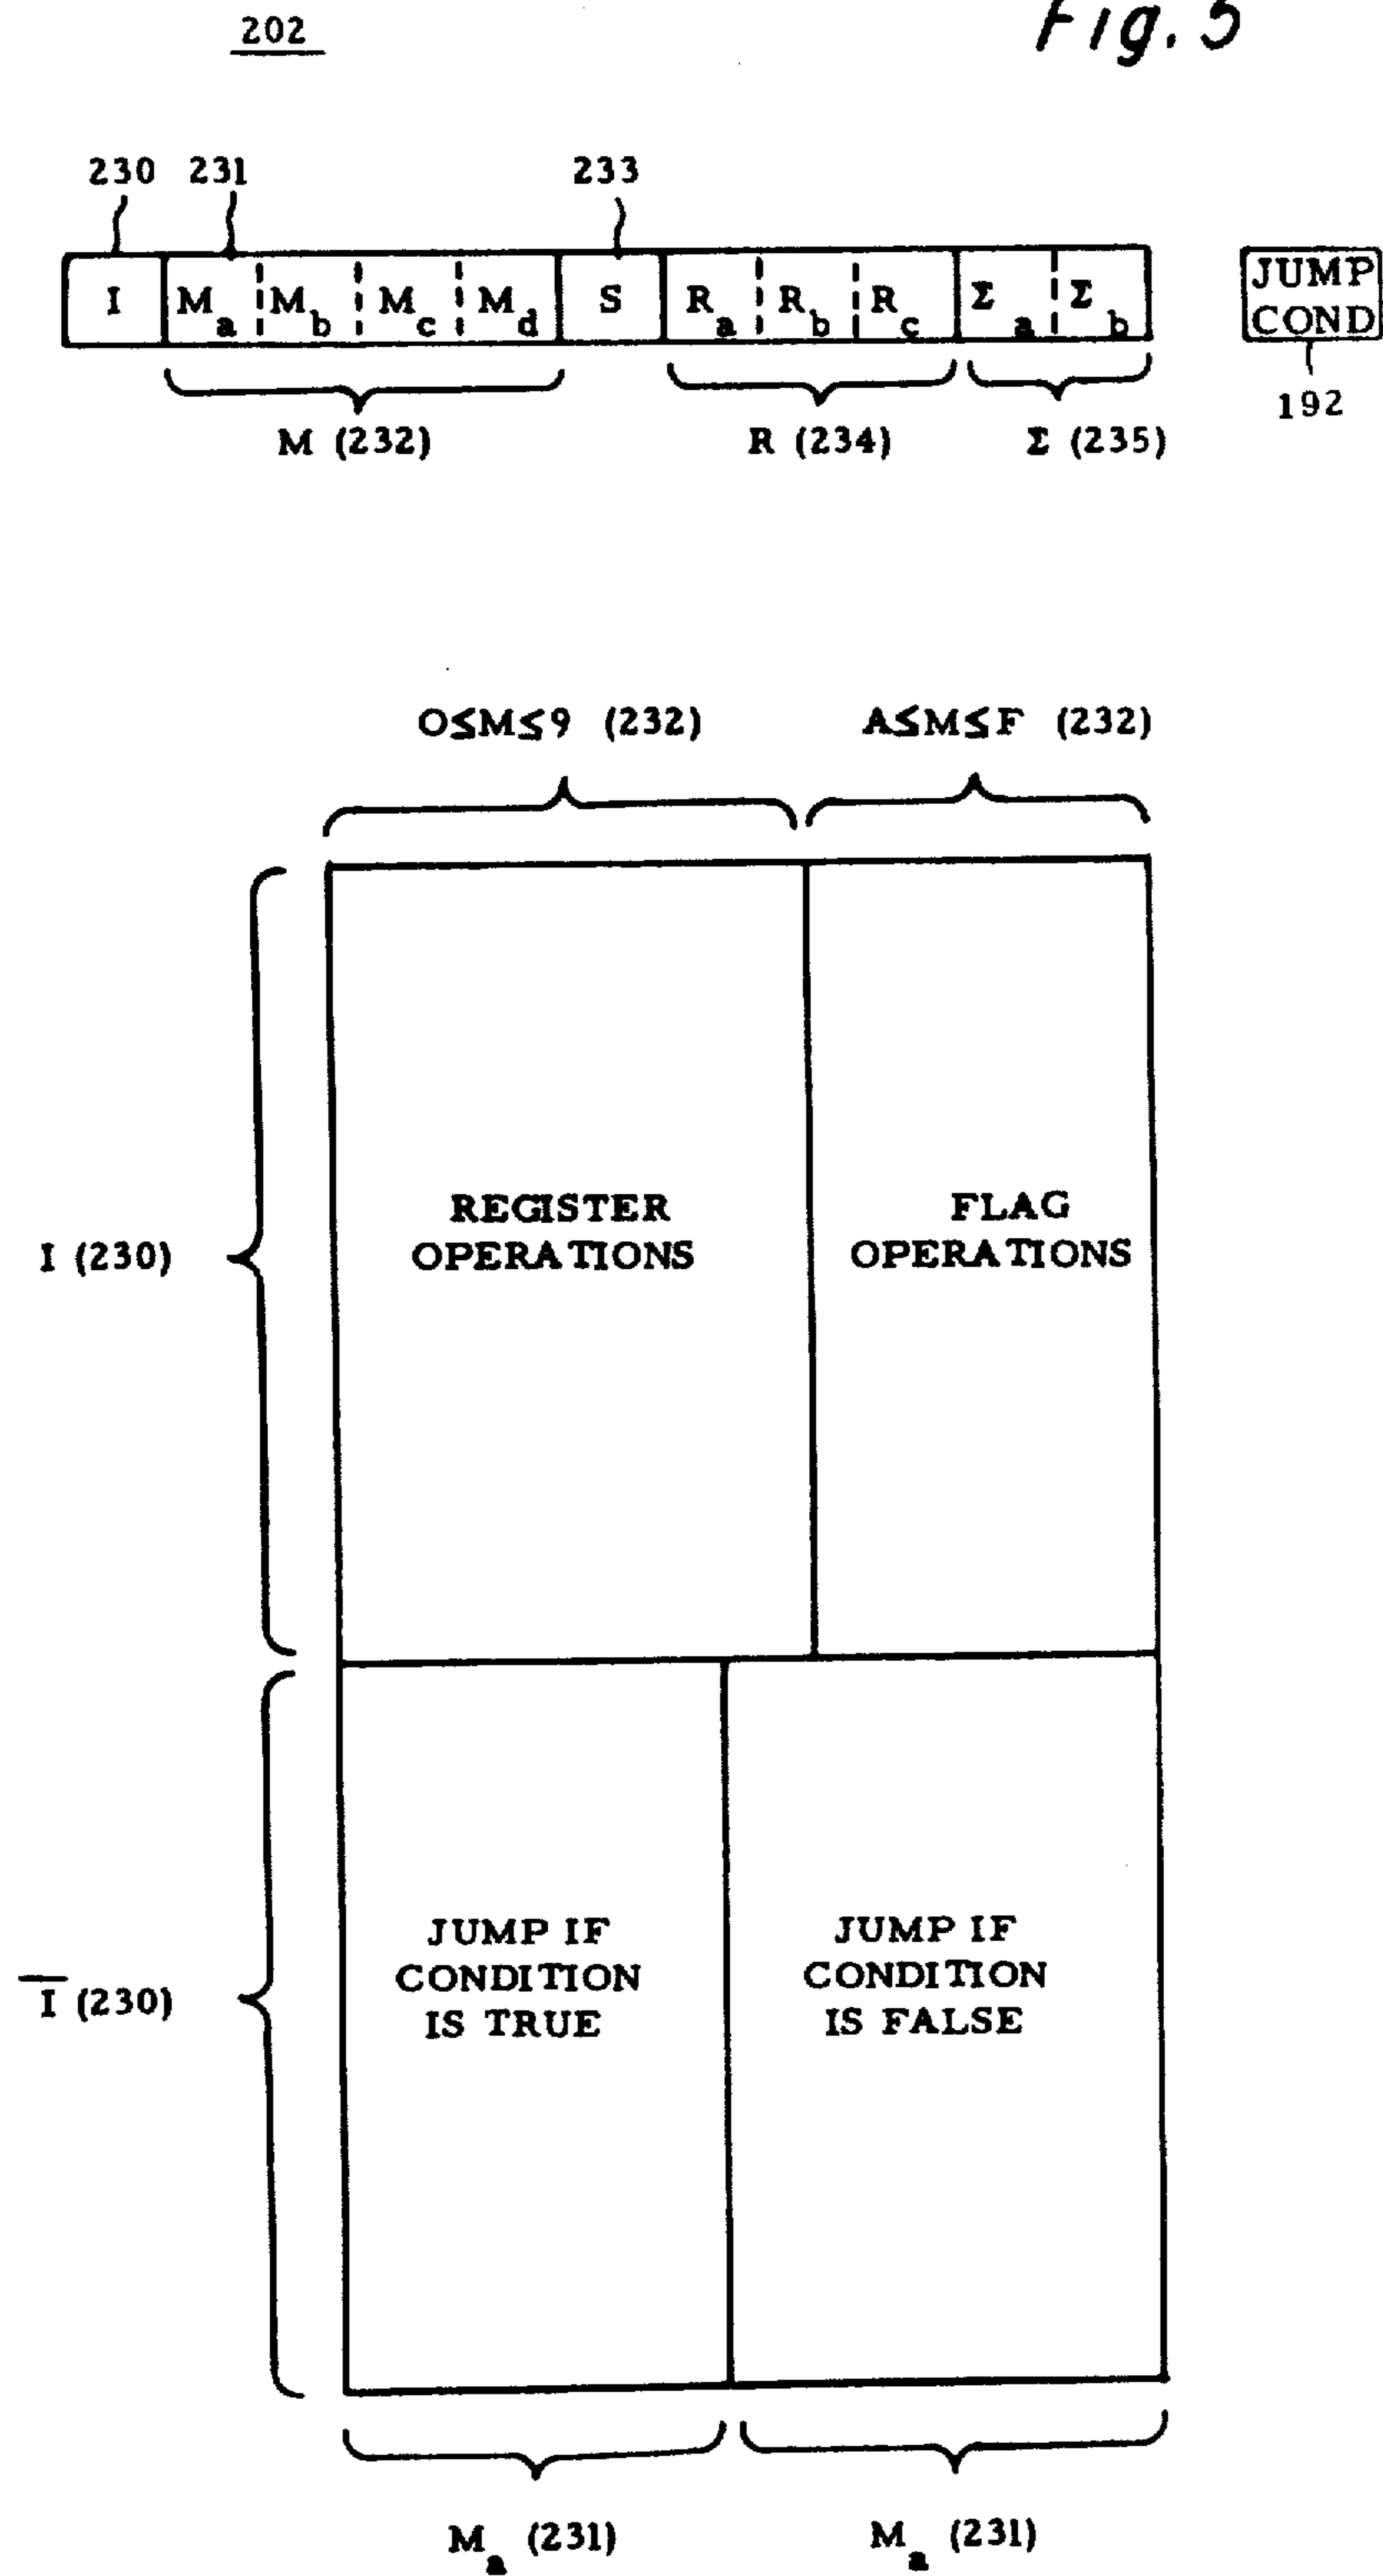 202
Fig. 5
230 231 233
I Ma Mb Mc Md S Ra Rb Rc Σa Σb
JUMP
COND
192
M (232) R (234) Σ (235)
O≤M≤9 (232) A≤M≤F (232)
I (230)
REGISTER
OPERATIONS
FLAG
OPERATIONS
I̅ (230)
JUMP IF
CONDITION
IS TRUE
JUMP IF
CONDITION
IS FALSE
Ma (231) Ma (231)